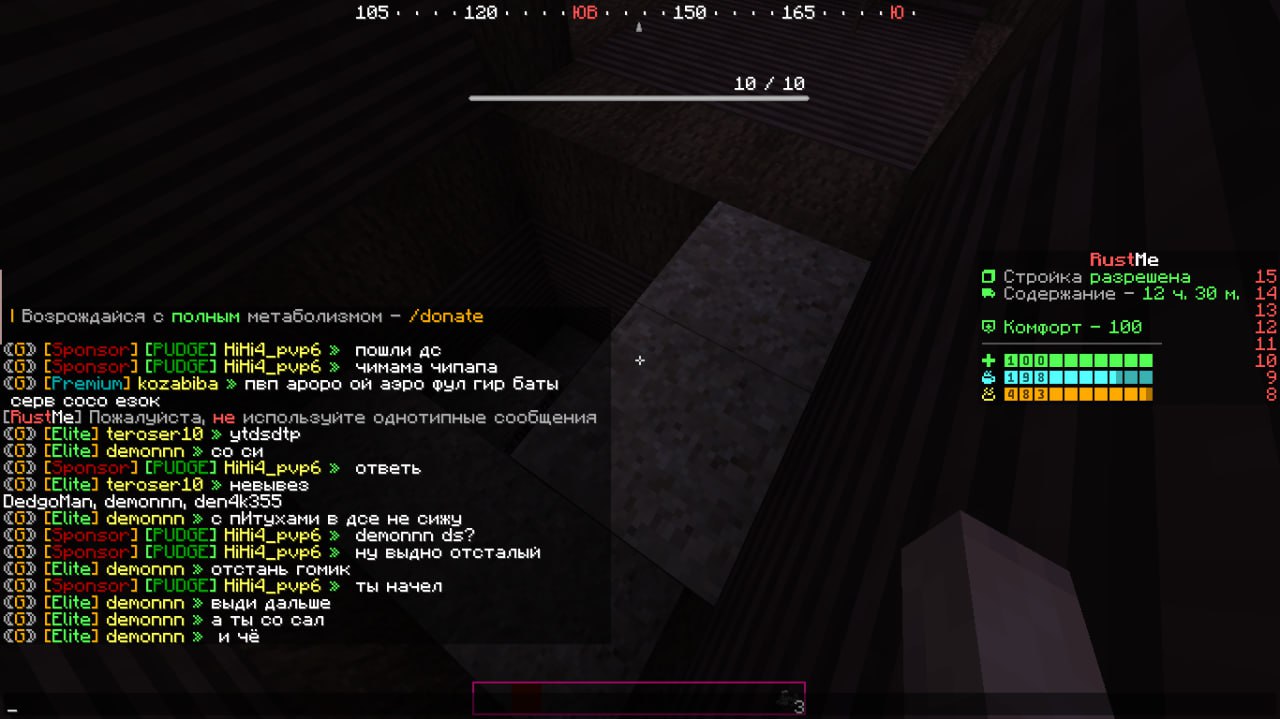 105 · · · · 120 · · · · ЮВ · · · · 150 · · · · 165 · · · · Ю ·
10 / 10
RustMe
Стройка разрешена 15
Содержание - 12 ч. 30 м. 14
13
Комфорт - 100 12
11
100 10
198 9
483 8
| Возрождайся с полным метаболизмом - /donate
(G) [Sponsor] [PUDGE] HiHi4_pvp6 » пошли дс
(G) [Sponsor] [PUDGE] HiHi4_pvp6 » чимама чипапа
(G) [Premium] kozabiba » пвп ароро ой аэро фул гир баты
серв сосо езок
[RustMe] Пожалуйста, не используйте однотипные сообщения
(G) [Elite] teroser10 » ytdsdtp
(G) [Elite] demonnn » со си
(G) [Sponsor] [PUDGE] HiHi4_pvp6 » ответь
(G) [Elite] teroser10 » невывез
DedgoMan, demonnn, den4k355
(G) [Elite] demonnn » с пИтухами в дсе не сижу
(G) [Sponsor] [PUDGE] HiHi4_pvp6 » demonnn ds?
(G) [Sponsor] [PUDGE] HiHi4_pvp6 » ну выдно отсталый
(G) [Elite] demonnn » отстань гомик
(G) [Sponsor] [PUDGE] HiHi4_pvp6 » ты начел
(G) [Elite] demonnn » выди дальше
(G) [Elite] demonnn » а ты со сал
(G) [Elite] demonnn » и чё
3
_